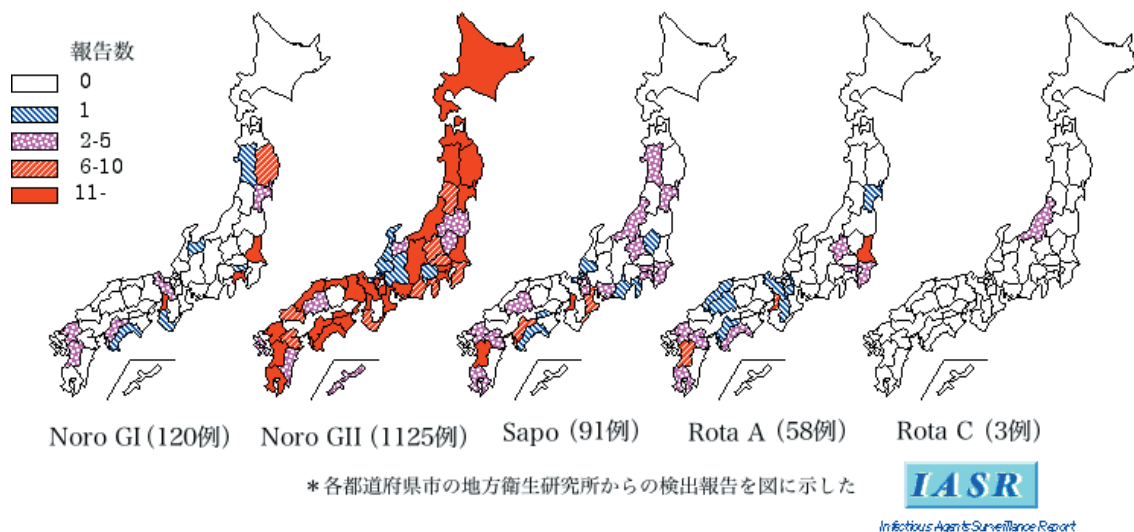 報告数
0
1
2-5
6-10
11-
Noro GI (120例) Noro GII (1125例) Sapo (91例) Rota A (58例) Rota C (3例)
*各都道府県市の地方衛生研究所からの検出報告を図に示した
IASR
Infectious Agents Surveillance Report